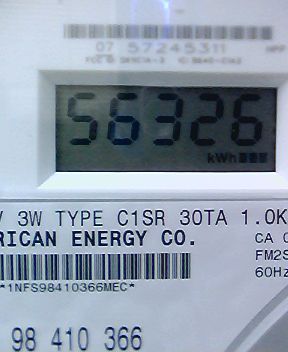 07 57245311
56326
kWh
V 3W TYPE C1SR 30TA 1.0K
RICAN ENERGY CO.
CA
FM2S
60Hz
*1NFS98410366MEC*
98 410 366